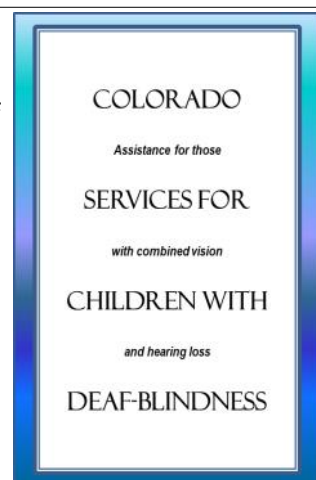 COLORADO
Assistance for those
SERVICES FOR
with combined vision
CHILDREN WITH
and hearing loss
DEAF-BLINDNESS